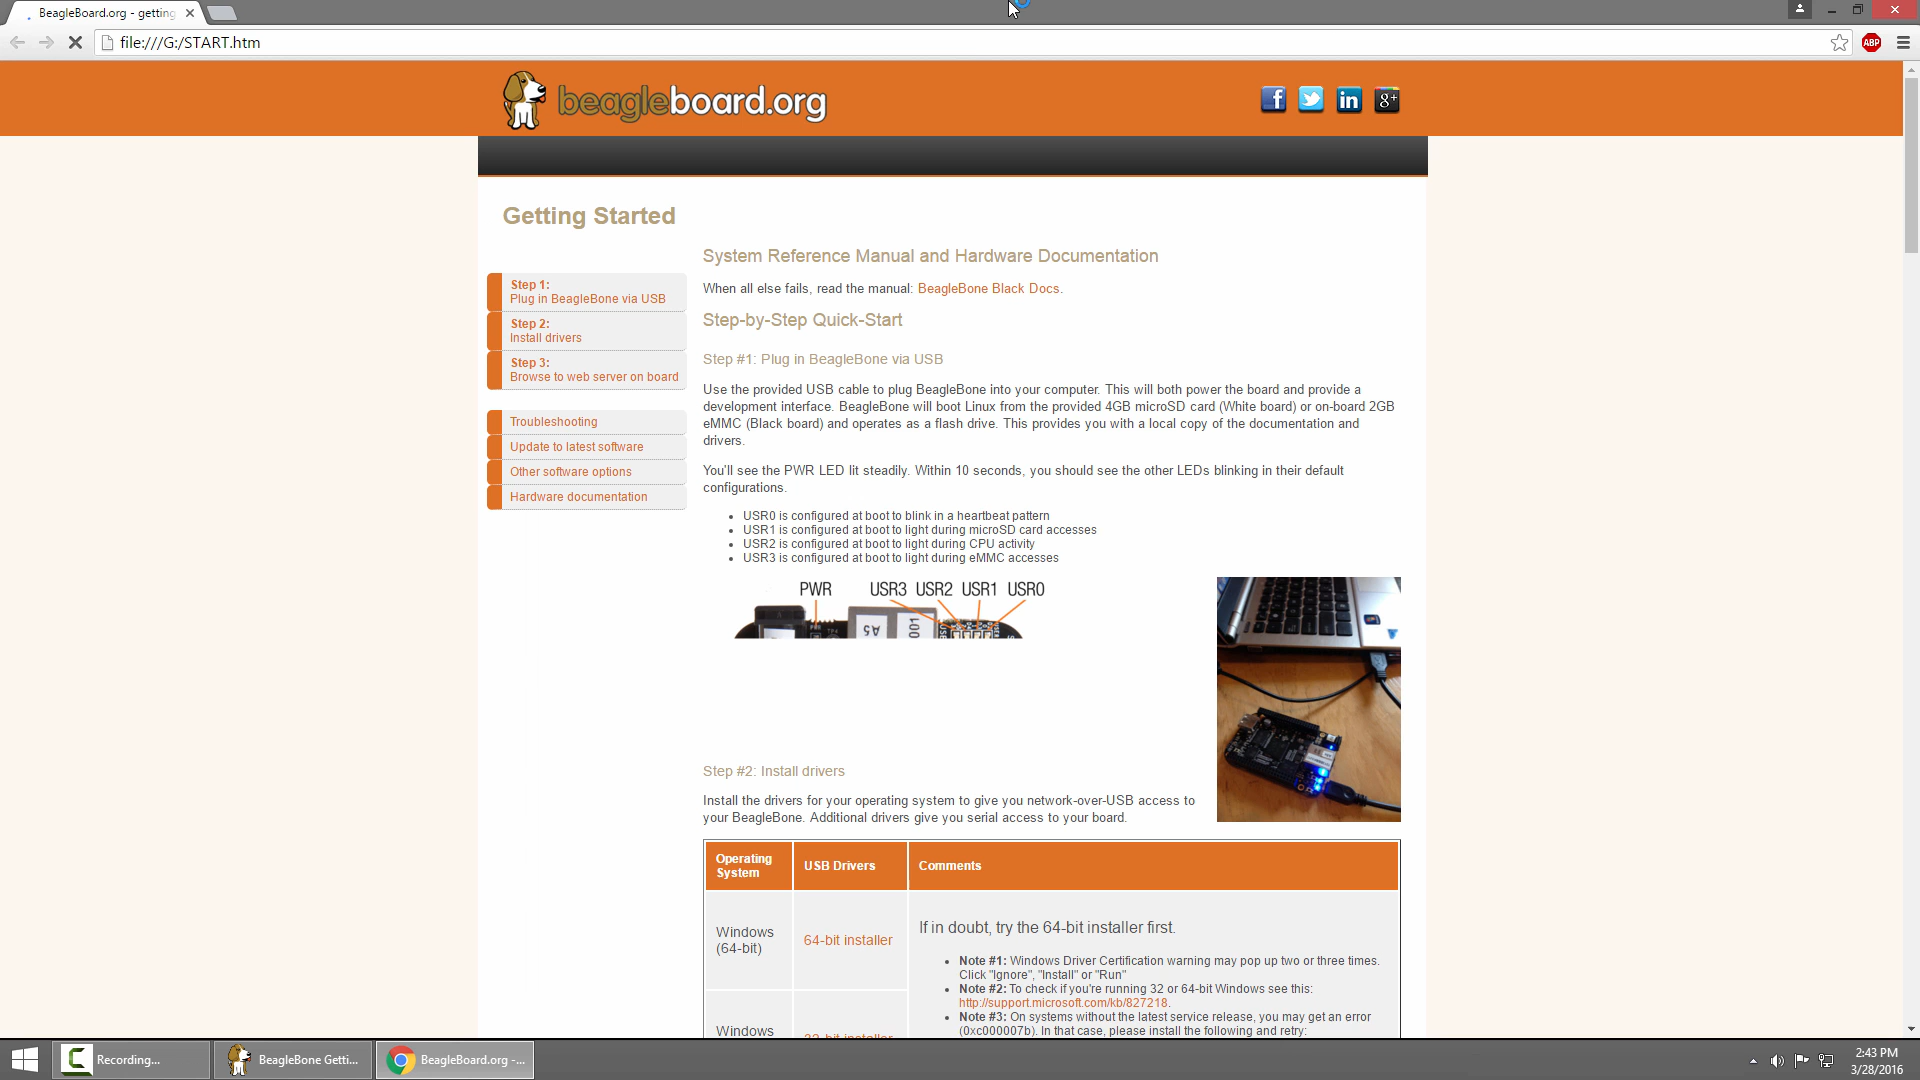 BeagleBoard.org - getting
file:///G:/START.htm
ABP
beagleboard.org
Getting Started
System Reference Manual and Hardware Documentation
Step 1:
Plug in BeagleBone via USB
When all else fails, read the manual: BeagleBone Black Docs.
Step 2:
Install drivers
Step-by-Step Quick-Start
Step 3:
Browse to web server on board
Step #1: Plug in BeagleBone via USB
Use the provided USB cable to plug BeagleBone into your computer. This will both power the board and provide a
development interface. BeagleBone will boot Linux from the provided 4GB microSD card (White board) or on-board 2GB
eMMC (Black board) and operates as a flash drive. This provides you with a local copy of the documentation and
drivers.
Troubleshooting
Update to latest software
Other software options
Hardware documentation
You'll see the PWR LED lit steadily. Within 10 seconds, you should see the other LEDs blinking in their default
configurations.
USR0 is configured at boot to blink in a heartbeat pattern
USR1 is configured at boot to light during microSD card accesses
USR2 is configured at boot to light during CPU activity
USR3 is configured at boot to light during eMMC accesses
PWR USR3 USR2 USR1 USR0
A5
001
Step #2: Install drivers
Install the drivers for your operating system to give you network-over-USB access to
your BeagleBone. Additional drivers give you serial access to your board.
Operating
System
USB Drivers
Comments
Windows
(64-bit)
64-bit installer
If in doubt, try the 64-bit installer first.
Note #1: Windows Driver Certification warning may pop up two or three times.
Click "Ignore", "Install" or "Run"
Note #2: To check if you're running 32 or 64-bit Windows see this:
http://support.microsoft.com/kb/827218.
Note #3: On systems without the latest service release, you may get an error
(0xc000007b). In that case, please install the following and retry:
Windows
32-bit installer
Recording...
BeagleBone Getti...
BeagleBoard.org -...
2:43 PM
3/28/2016